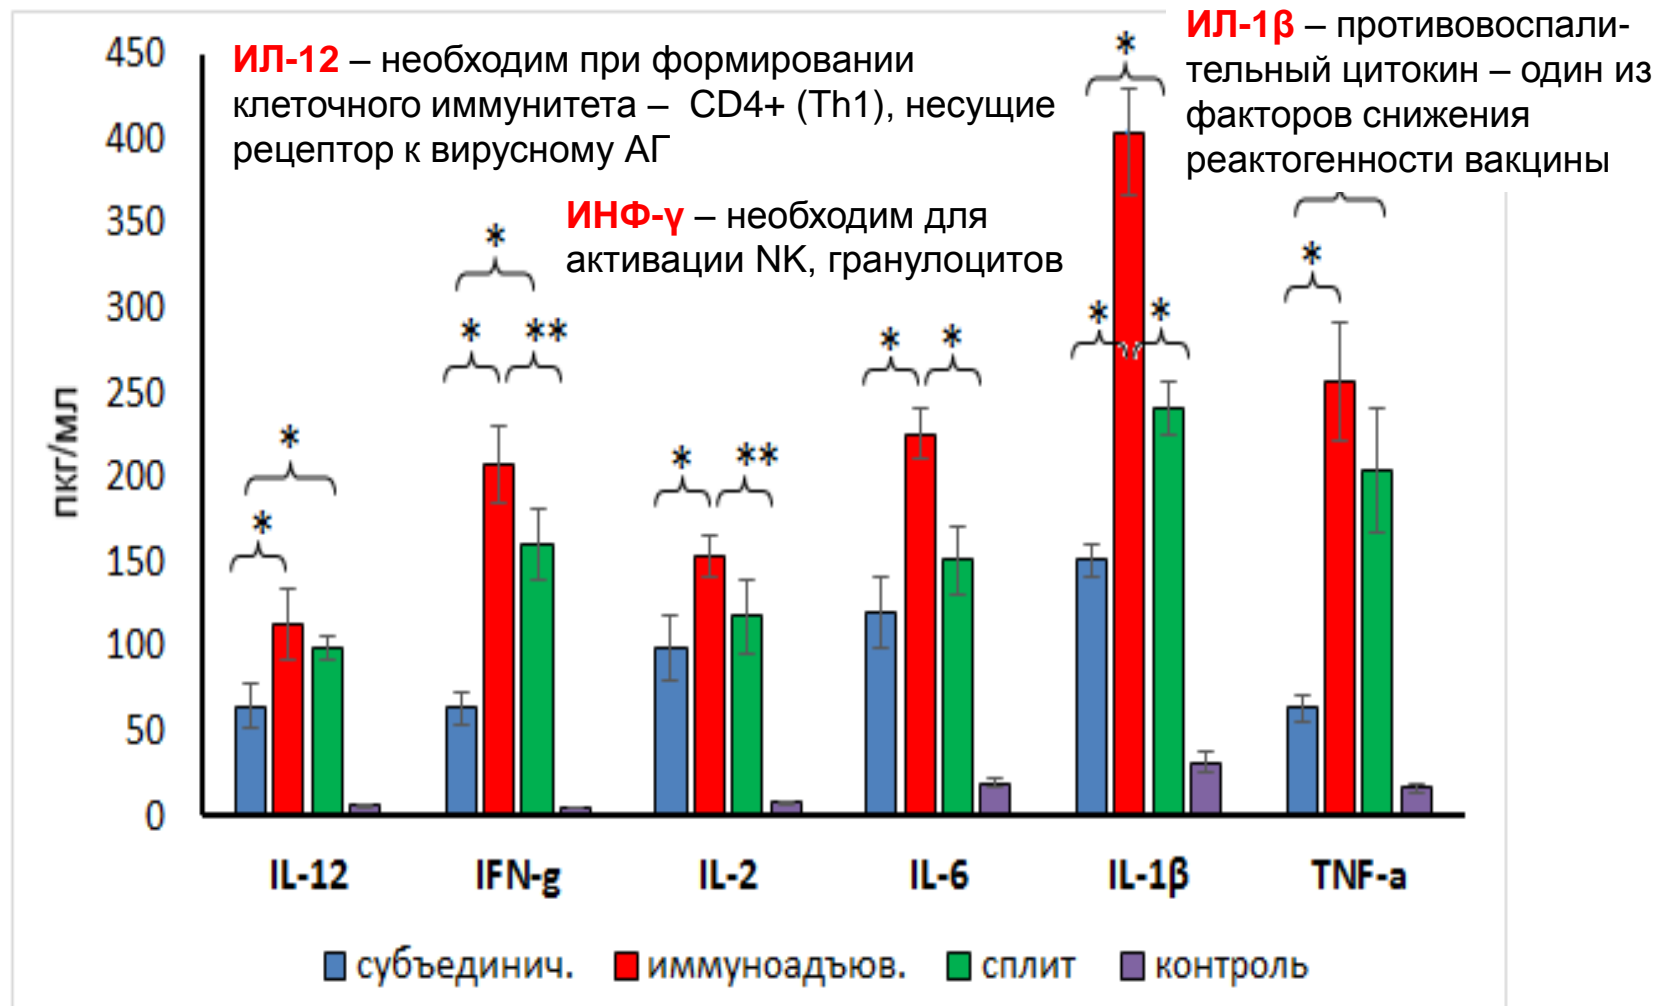 ИЛ-12 – необходим при формировании
клеточного иммунитета – CD4+ (Th1), несущие
рецептор к вирусному АГ
ИЛ-1β – противовоспали-
тельный цитокин – один из
факторов снижения
реактогенности вакцины
ИНФ-γ – необходим для
активации NK, гранулоцитов
450
400
350
300
250
200
150
100
50
0
пкг/мл
*
*
*
*
**
*
**
*
*
*
*
*
*
IL-12 IFN-g IL-2 IL-6 IL-1β TNF-a
субъединич. иммуноадъюв. сплит контроль